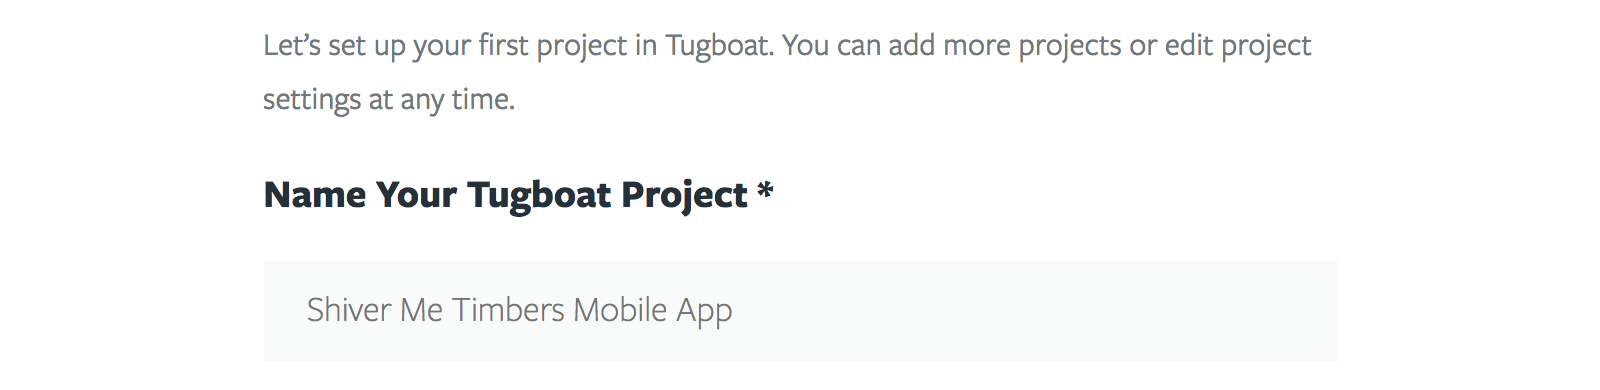 Let’s set up your first project in Tugboat. You can add more projects or edit project
settings at any time.
Name Your Tugboat Project *
Shiver Me Timbers Mobile App